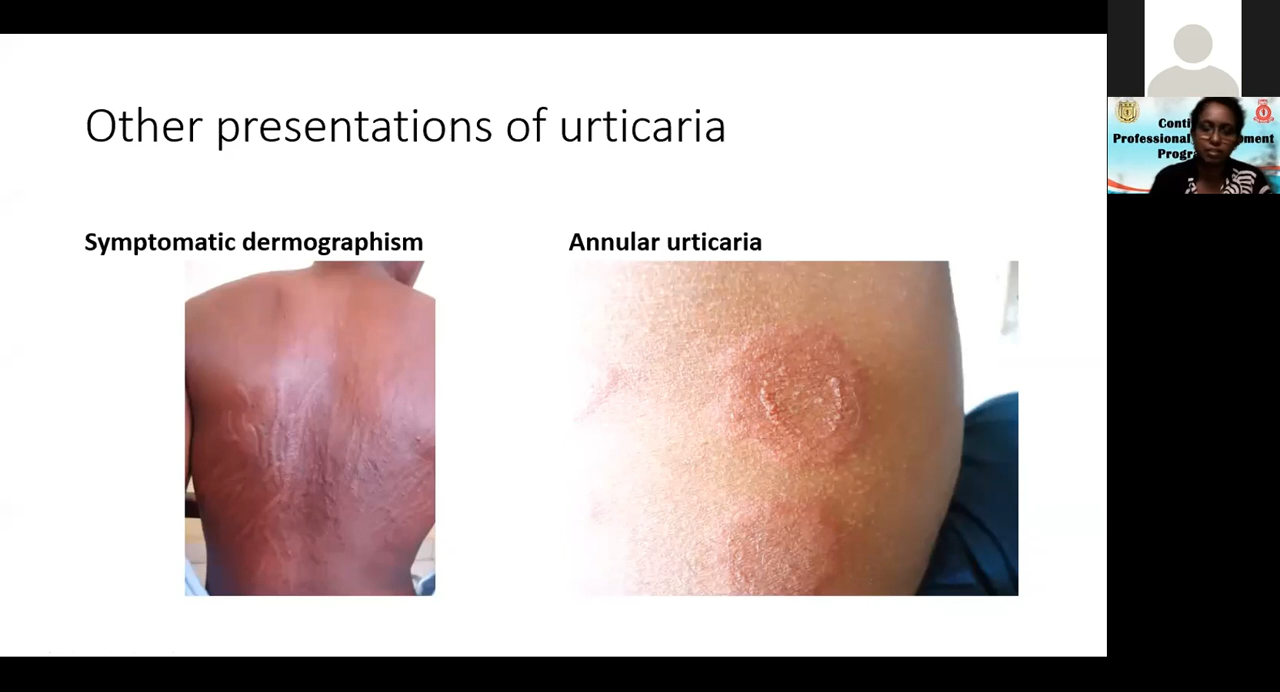 Other presentations of urticaria
Symptomatic dermographism
Annular urticaria
Professional